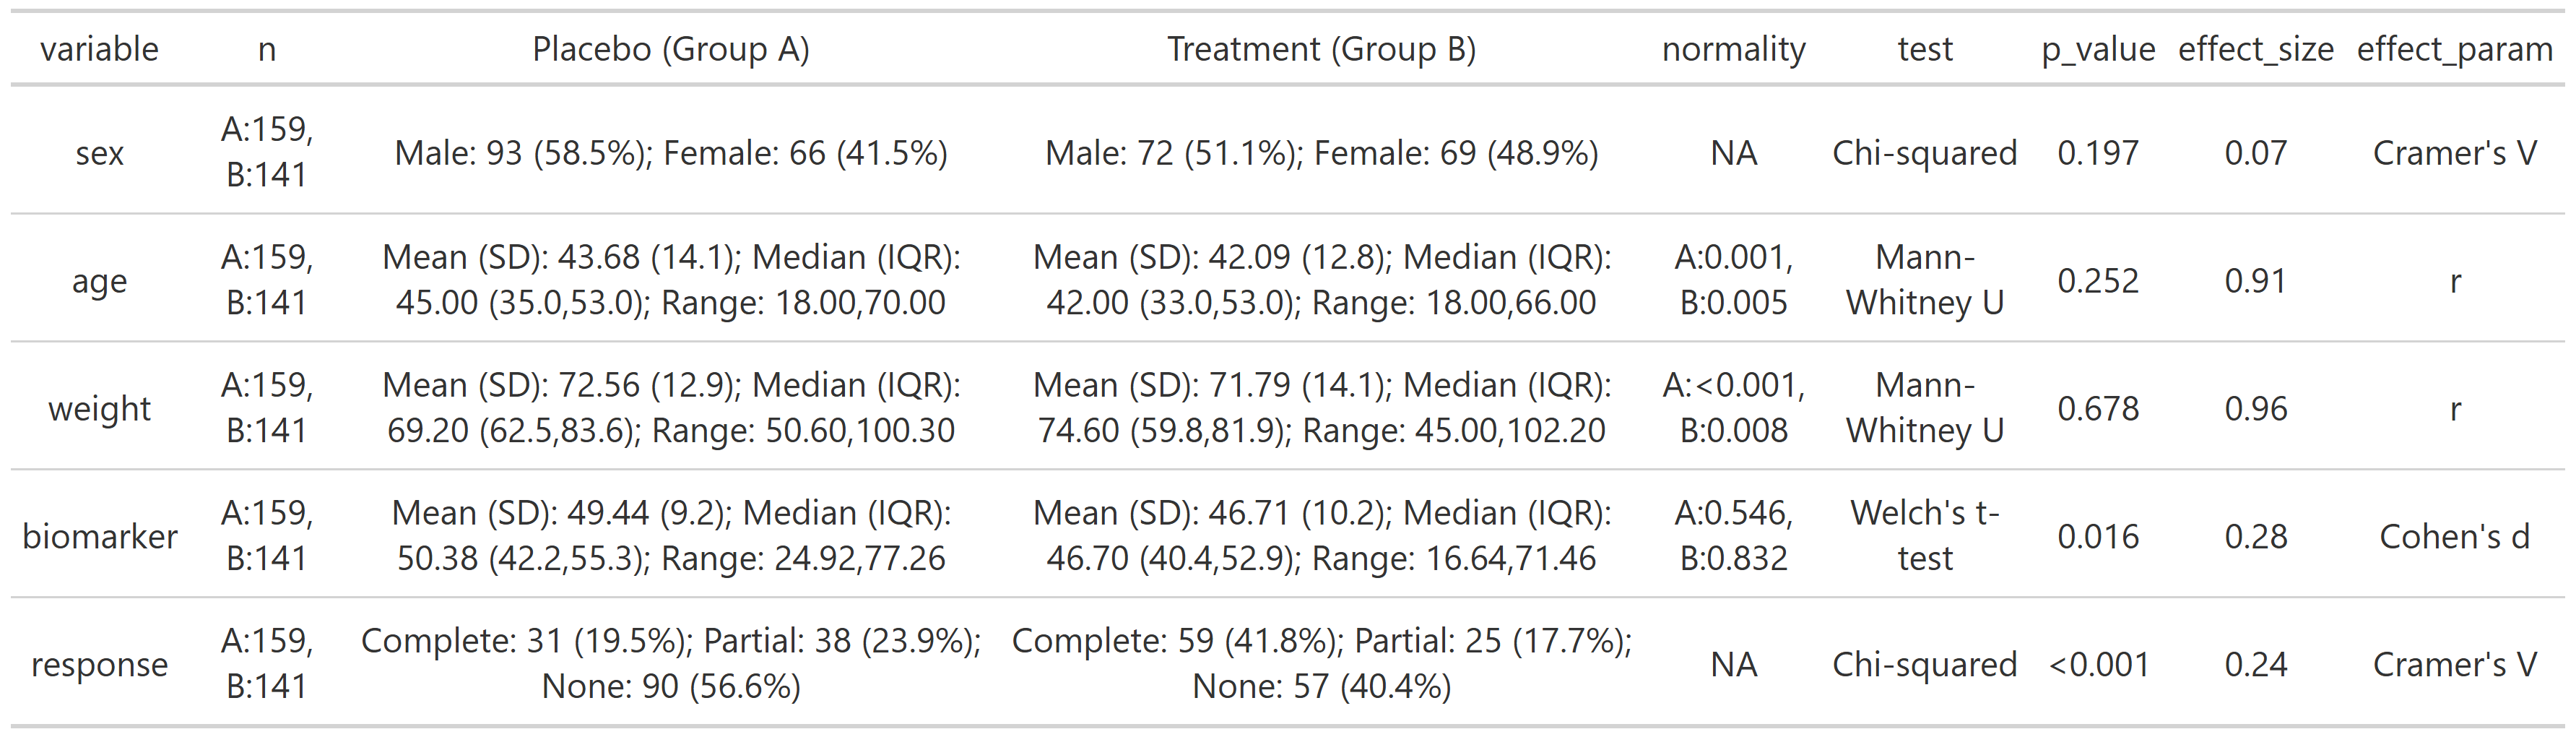 variable n Placebo (Group A) Treatment (Group B) normality test p_value effect_size effect_param
sex A:159, B:141 Male: 93 (58.5%); Female: 66 (41.5%) Male: 72 (51.1%); Female: 69 (48.9%) NA Chi-squared 0.197 0.07 Cramer's V
age A:159, B:141 Mean (SD): 43.68 (14.1); Median (IQR): 45.00 (35.0,53.0); Range: 18.00,70.00 Mean (SD): 42.09 (12.8); Median (IQR): 42.00 (33.0,53.0); Range: 18.00,66.00 A:0.001, B:0.005 Mann-Whitney U 0.252 0.91 r
weight A:159, B:141 Mean (SD): 72.56 (12.9); Median (IQR): 69.20 (62.5,83.6); Range: 50.60,100.30 Mean (SD): 71.79 (14.1); Median (IQR): 74.60 (59.8,81.9); Range: 45.00,102.20 A:<0.001, B:0.008 Mann-Whitney U 0.678 0.96 r
biomarker A:159, B:141 Mean (SD): 49.44 (9.2); Median (IQR): 50.38 (42.2,55.3); Range: 24.92,77.26 Mean (SD): 46.71 (10.2); Median (IQR): 46.70 (40.4,52.9); Range: 16.64,71.46 A:0.546, B:0.832 Welch's t-test 0.016 0.28 Cohen's d
response A:159, B:141 Complete: 31 (19.5%); Partial: 38 (23.9%); None: 90 (56.6%) Complete: 59 (41.8%); Partial: 25 (17.7%); None: 57 (40.4%) NA Chi-squared <0.001 0.24 Cramer's V